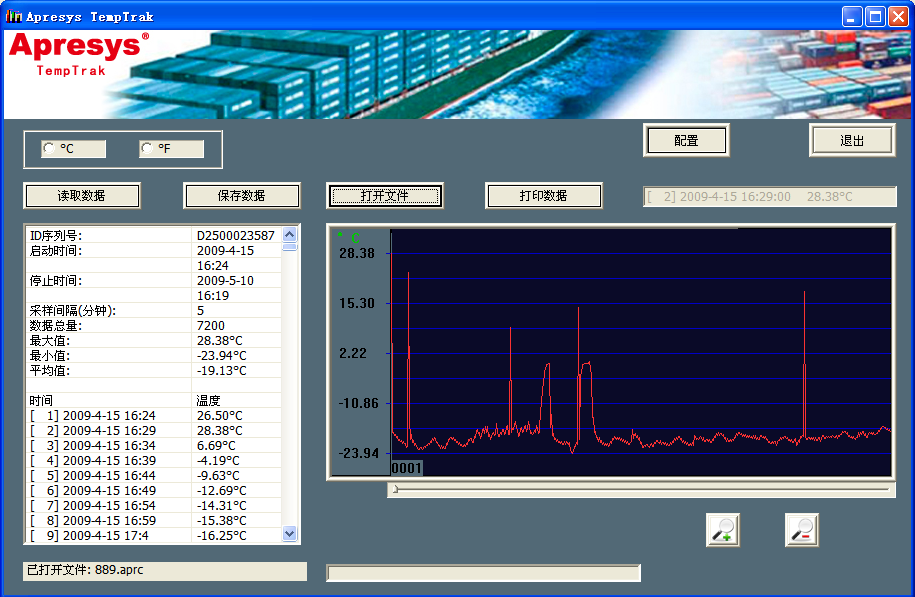 Apresys TempTrak
Apresys®
TempTrak
°C
°F
配置
退出
读取数据
保存数据
打开文件
打印数据
[ 2] 2009-4-15 16:29:00 28.38°C
ID序列号: D2500023587
启动时间: 2009-4-15
16:24
停止时间: 2009-5-10
16:19
采样间隔(分钟): 5
数据总量: 7200
最大值: 28.38°C
最小值: -23.94°C
平均值: -19.13°C
时间 温度
[ 1] 2009-4-15 16:24 26.50°C
[ 2] 2009-4-15 16:29 28.38°C
[ 3] 2009-4-15 16:34 6.69°C
[ 4] 2009-4-15 16:39 -4.19°C
[ 5] 2009-4-15 16:44 -9.63°C
[ 6] 2009-4-15 16:49 -12.69°C
[ 7] 2009-4-15 16:54 -14.31°C
[ 8] 2009-4-15 16:59 -15.38°C
[ 9] 2009-4-15 17:4 -16.25°C
° C
28.38
15.30
2.22
-10.86
-23.94
0001
已打开文件: 889.aprc